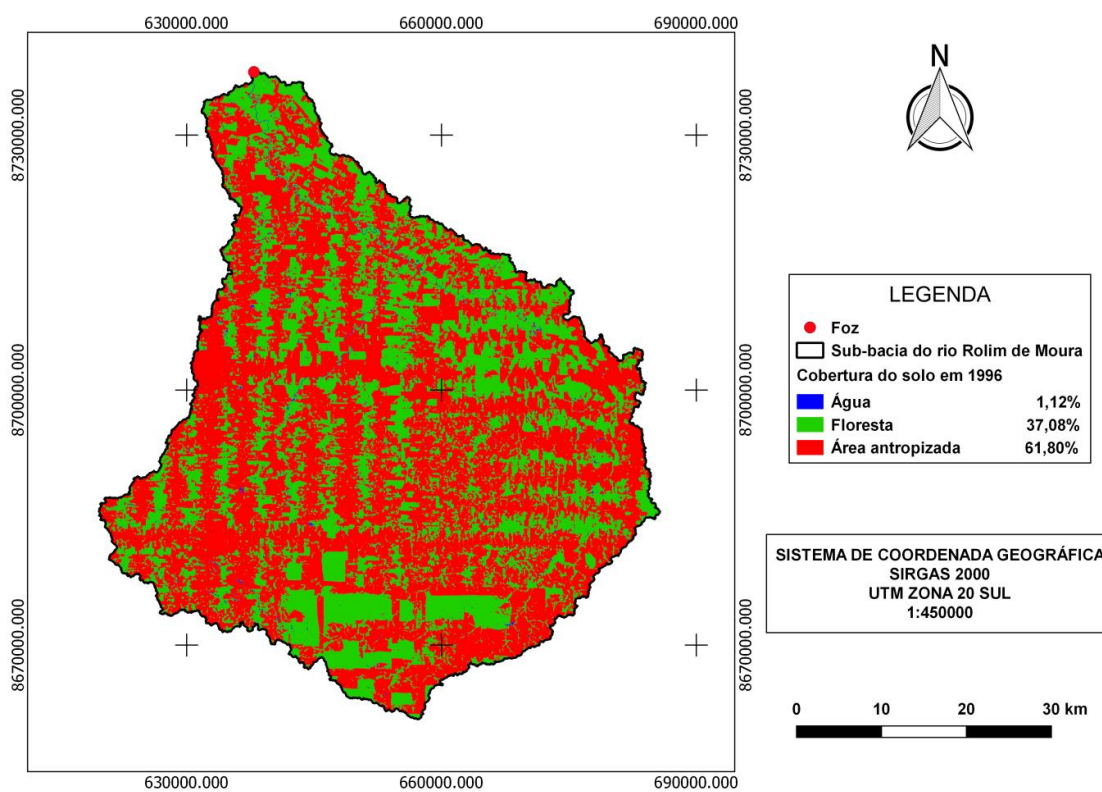 630000.000 660000.000 690000.000
8730000.000 8730000.000
8700000.000 8700000.000
8670000.000 8670000.000
630000.000 660000.000 690000.000
N
LEGENDA
Foz
Sub-bacia do rio Rolim de Moura
Cobertura do solo em 1996
Água 1,12%
Floresta 37,08%
Área antropizada 61,80%
SISTEMA DE COORDENADA GEOGRÁFICA
SIRGAS 2000
UTM ZONA 20 SUL
1:450000
0 10 20 30 km